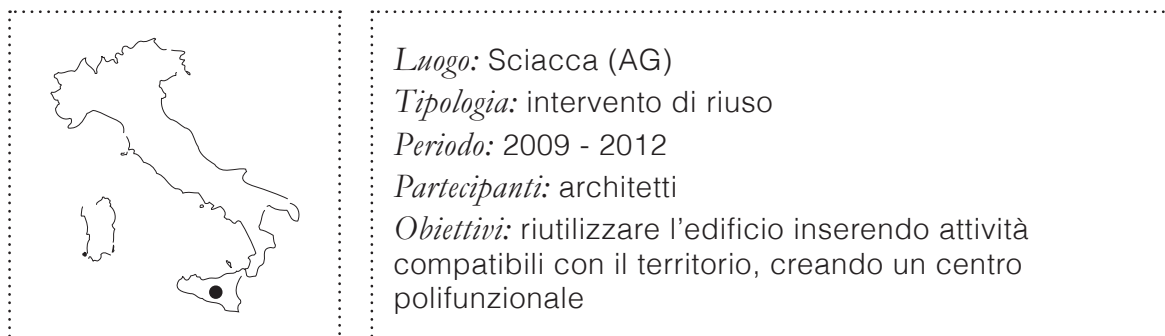 Luogo: Sciacca (AG)
Tipologia: intervento di riuso
Periodo: 2009 - 2012
Partecipanti: architetti
Obiettivi: riutilizzare l'edificio inserendo attività
compatibili con il territorio, creando un centro
polifunzionale